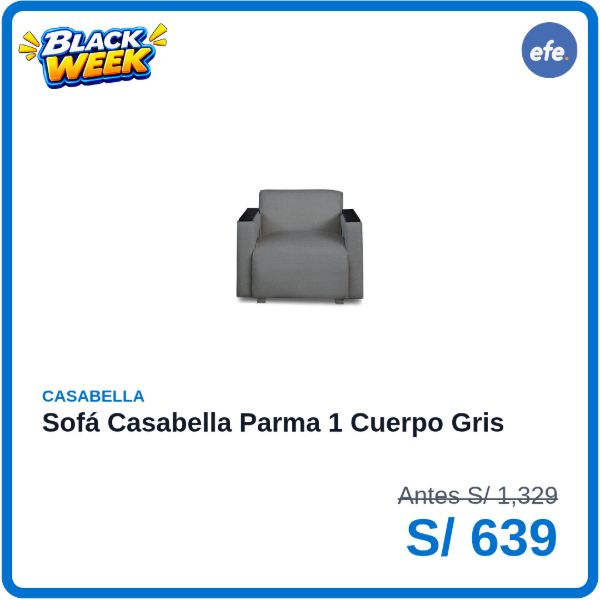 BLACK
WEEK
efe.
CASABELLA
Sofá Casabella Parma 1 Cuerpo Gris
Antes S/ 1,329
S/ 639